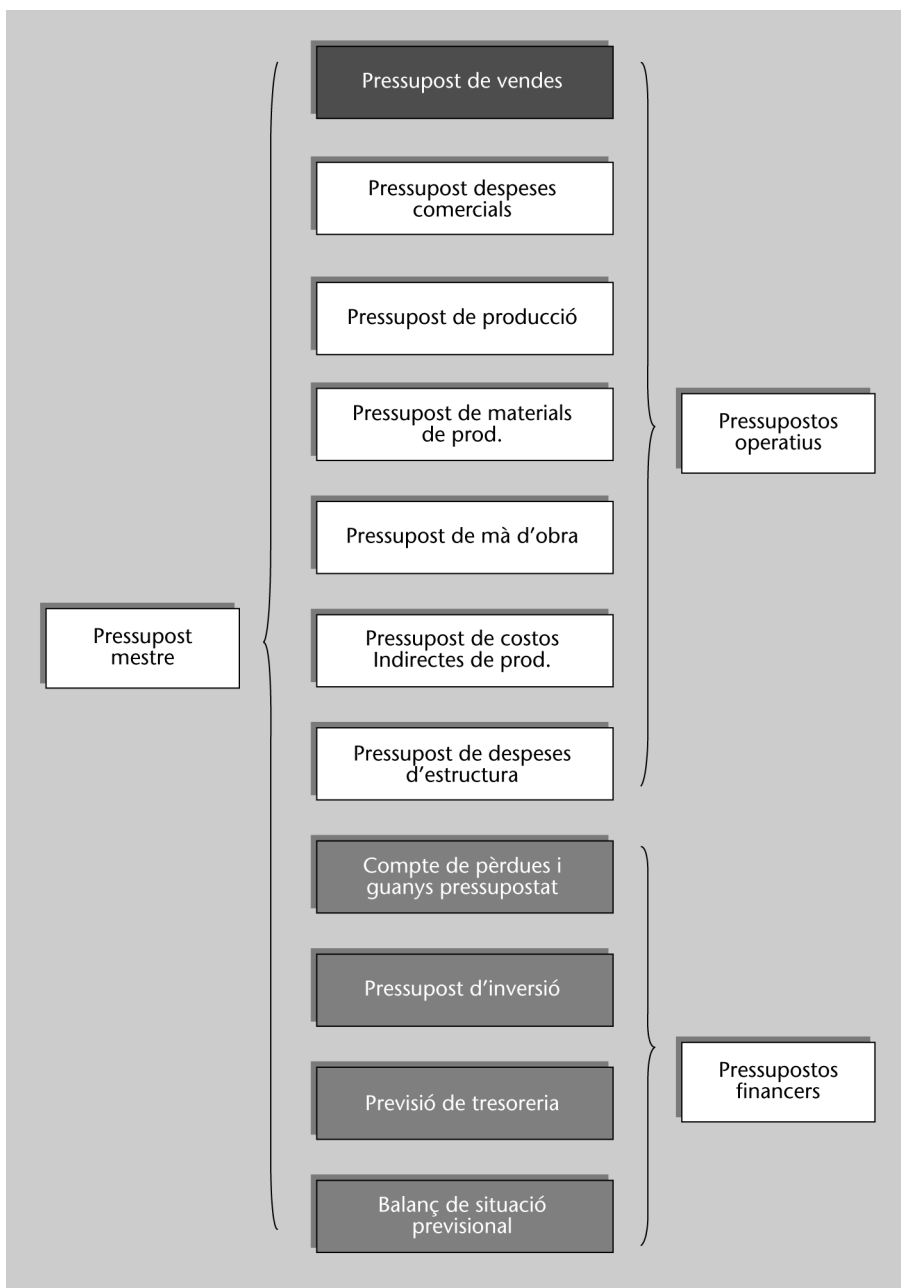 Pressupost de vendes
Pressupost despeses
comercials
Pressupost de producció
Pressupost de materials
de prod.
Pressupostos
operatius
Pressupost de mà d’obra
Pressupost
mestre
Pressupost de costos
Indirectes de prod.
Pressupost de despeses
d’estructura
Compte de pèrdues i
guanys pressupostat
Pressupost d’inversió
Pressupostos
financers
Previsió de tresoreria
Balanç de situació
previsional